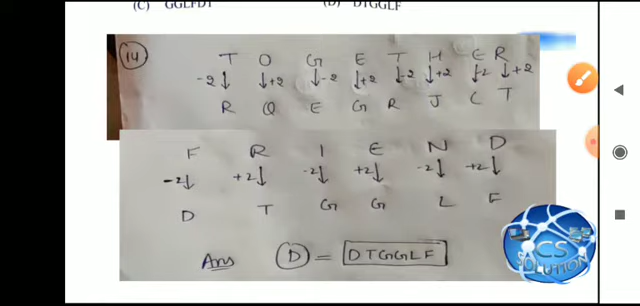 (C) GGLFDT (D) DTGGLF
14 T O G E T H E R
-2 +2 -2 +2 -2 +2 -2 +2
R Q E G R J C T
F R I E N D
-2 +2 -2 +2 -2 +2
D T G G L F
Ans (D) = DTGGLF
CS
SOLUTION